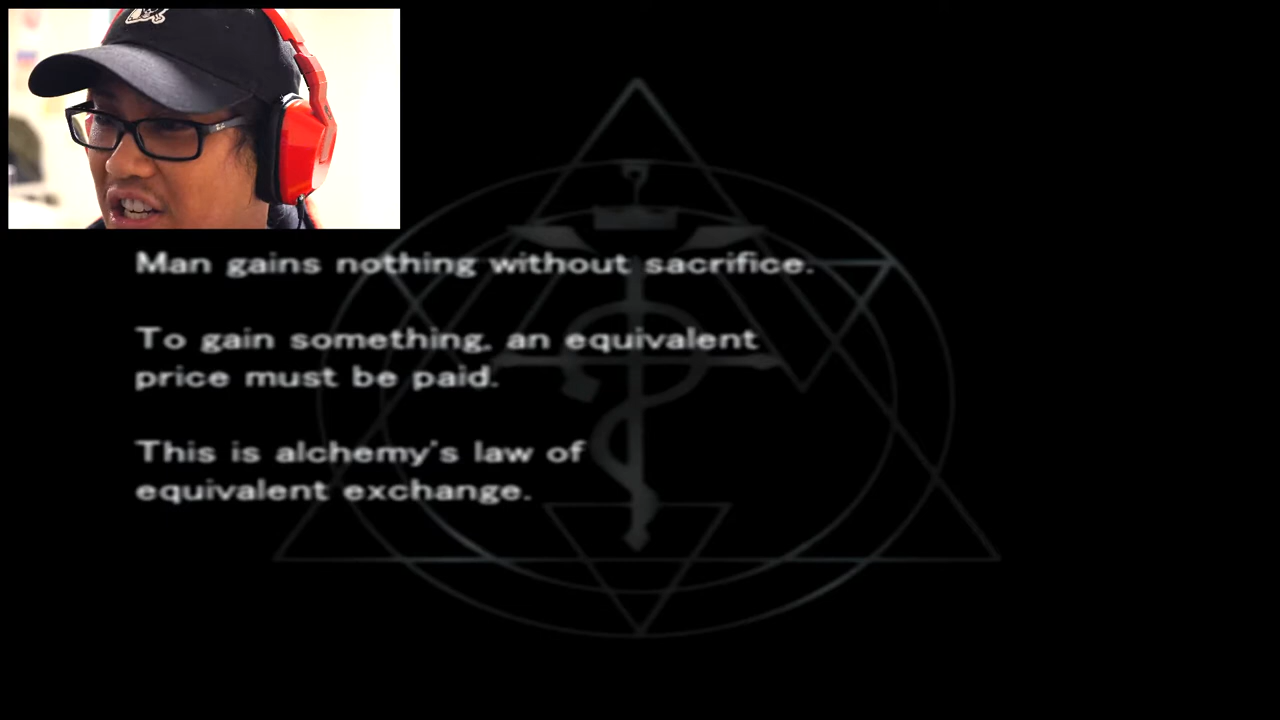 Man gains nothing without sacrifice.
To gain something, an equivalent
price must be paid.
This is alchemy's law of
equivalent exchange.